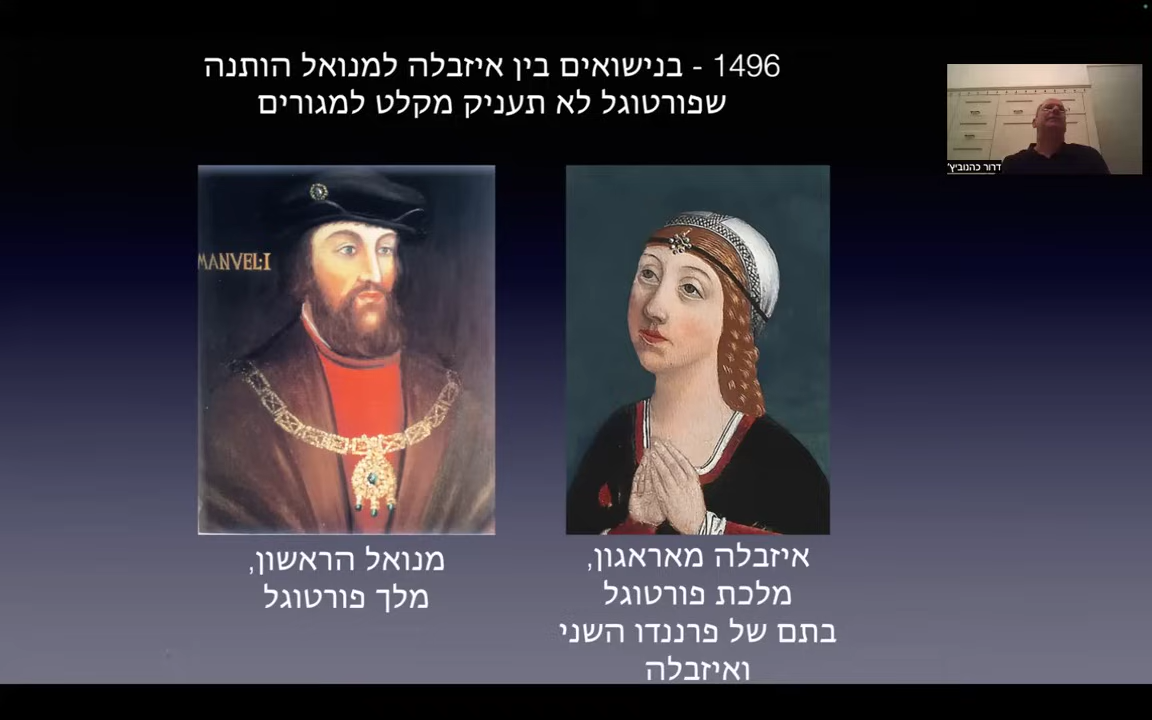 1496 - בנישואים בין איזבלה למנואל הותנה
שפורטוגל לא תעניק מקלט למגורים
דרור כהנוביץ'
MANVEL:I
מנואל הראשון,
מלך פורטוגל
איזבלה מאראגון,
מלכת פורטוגל
בתם של פרננדו השני
ואיזבלה